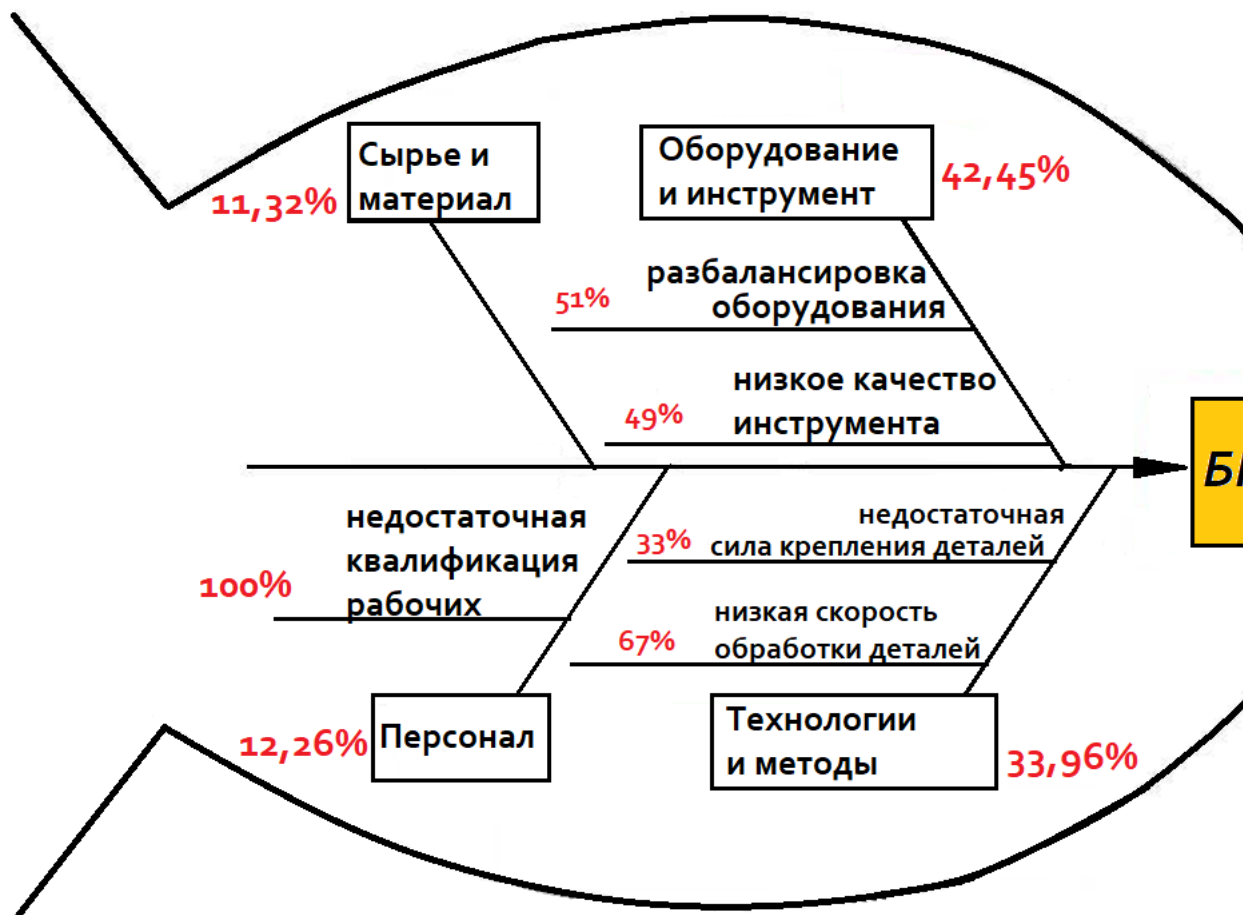 Сырье и
материал
11,32%
Оборудование
и инструмент
42,45%
разбалансировка
оборудования
51%
низкое качество
инструмента
49%
недостаточная
квалификация
рабочих
100%
недостаточная
сила крепления деталей
33%
низкая скорость
обработки деталей
67%
Персонал
12,26%
Технологии
и методы
33,96%